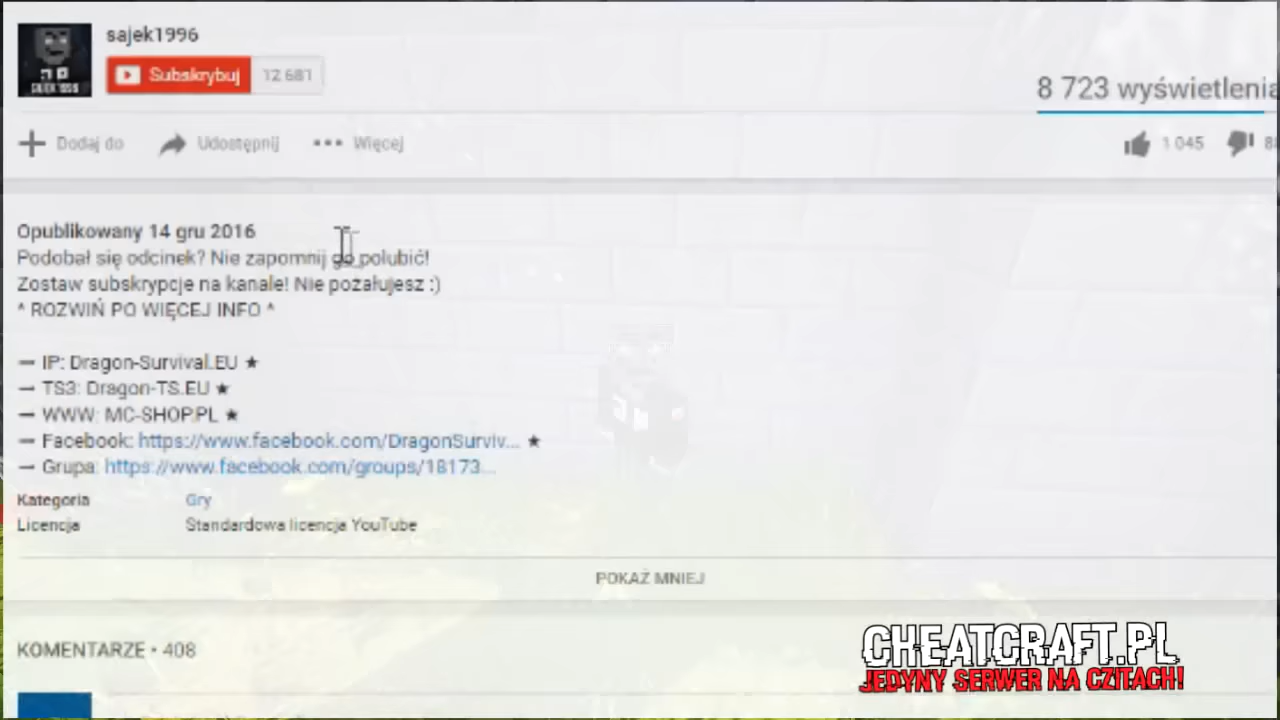 sajek1996
Subskrybuj 12 681
8 723 wyświetlenia
Dodaj do Udostępnij Więcej
1 045
Opublikowany 14 gru 2016
Podobał się odcinek? Nie zapomnij go polubić!
Zostaw subskrypcje na kanale! Nie pożałujesz :)
* ROZWIŃ PO WIĘCEJ INFO *
— IP: Dragon-Survival.EU ★
— TS3: Dragon-TS.EU ★
— WWW: MC-SHOP.PL ★
— Facebook: https://www.facebook.com/DragonSurviv... ★
— Grupa: https://www.facebook.com/groups/18173...
Kategoria Gry
Licencja Standardowa licencja YouTube
POKAŻ MNIEJ
KOMENTARZE • 408
CHEATCRAFT.PL
JEDYNY SERWER NA CZITACH!